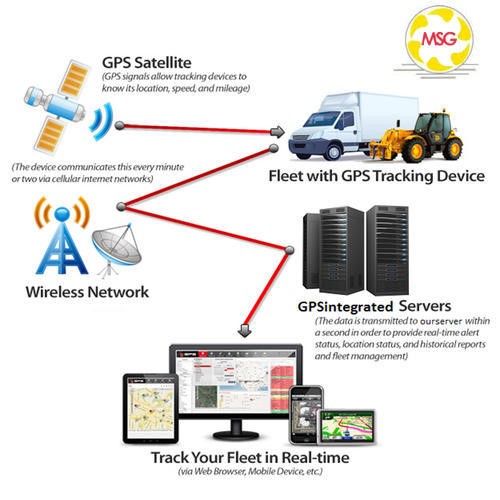 MSG
GPS Satellite
(GPS signals allow tracking devices to
know its location, speed, and mileage)
(The device communicates this every minute
or two via cellular internet networks)
Fleet with GPS Tracking Device
Wireless Network
GPSintegrated Servers
(The data is transmitted to ourserver within
a second in order to provide real-time alert
status, location status, and historical reports
and fleet management)
Track Your Fleet in Real-time
(via Web Browser, Mobile Device, etc.)